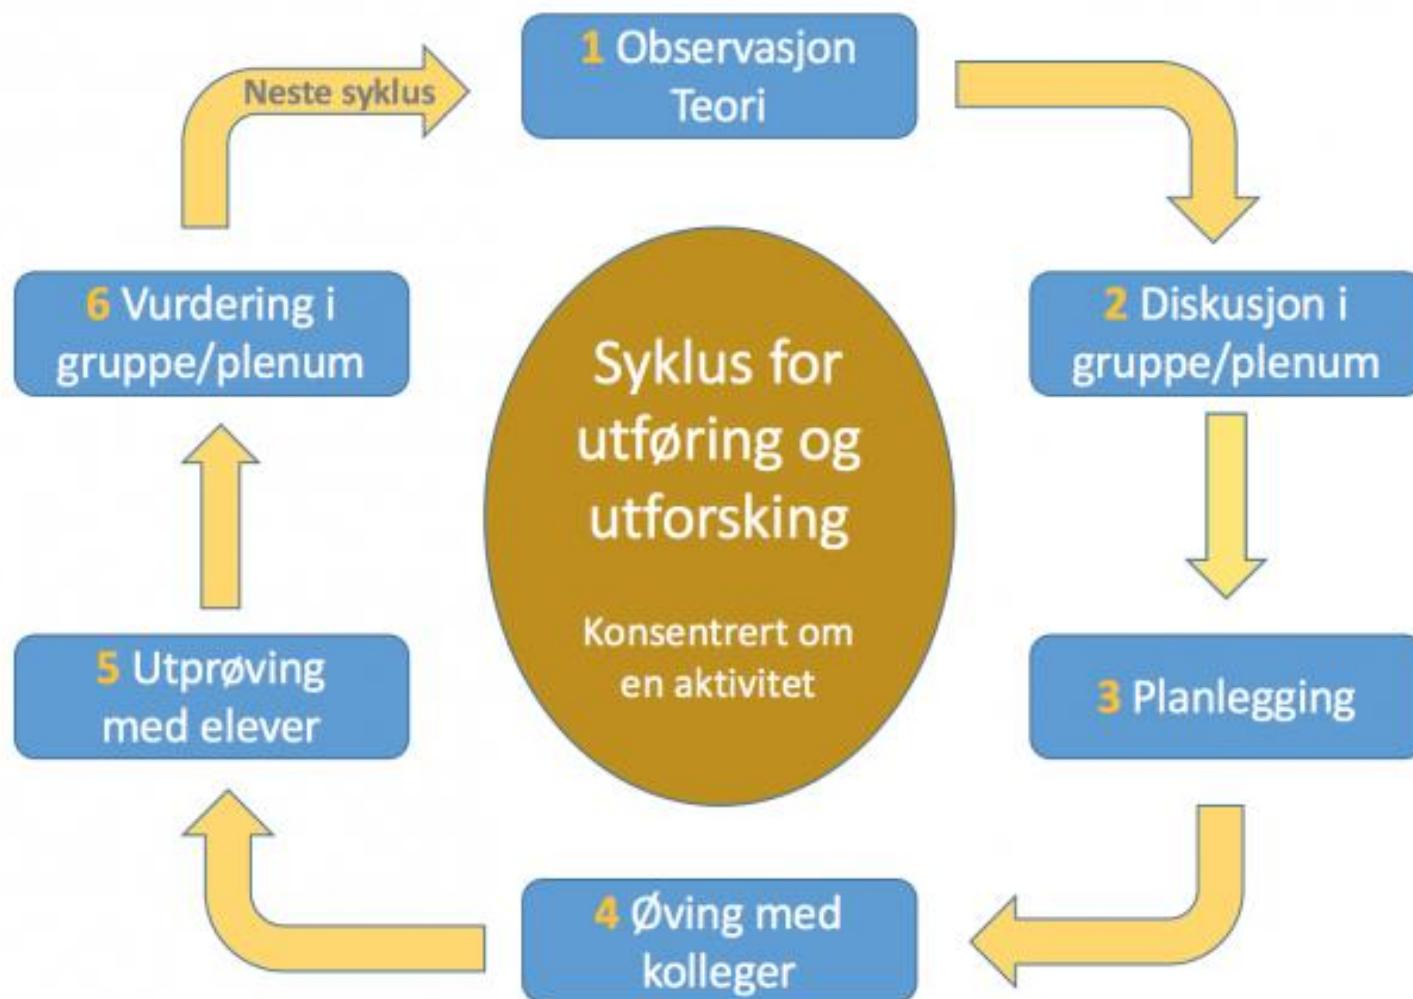 Neste syklus
1 Observasjon
Teori
2 Diskusjon i
gruppe/plenum
3 Planlegging
4 Øving med
kolleger
5 Utprøving
med elever
6 Vurdering i
gruppe/plenum
Syklus for
utføring og
utforsking
Konsentrert om
en aktivitet